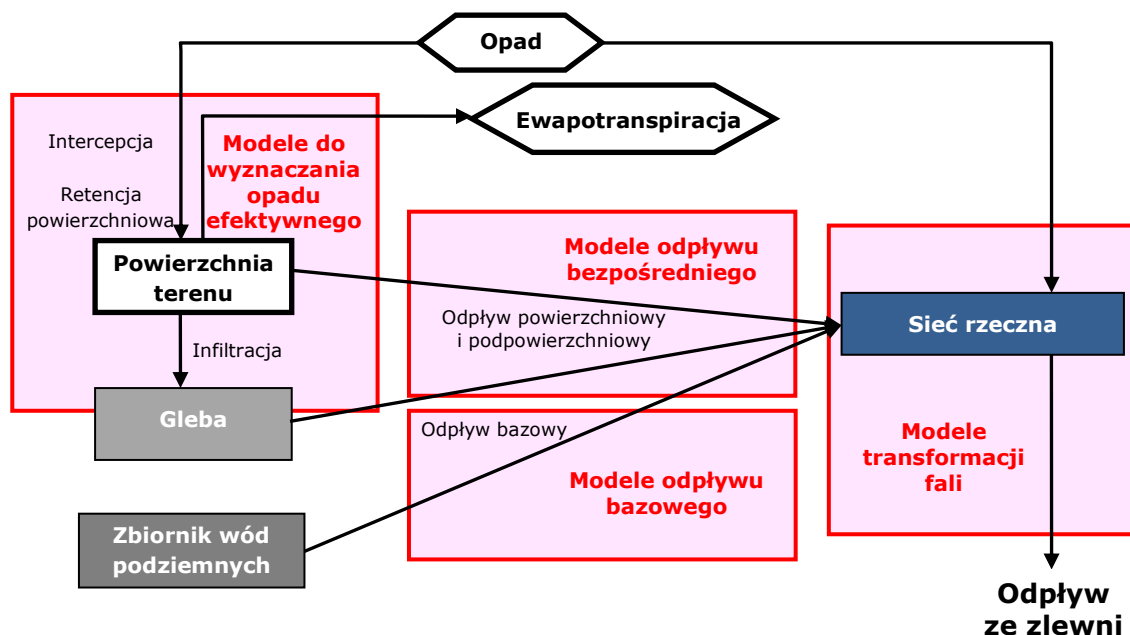 Opad
Ewapotranspiracja
Intercepcja
Modele do
wyznaczania
opadu
efektywnego
Retencja
powierzchniowa
Powierzchnia
terenu
Modele odpływu
bezpośredniego
Odpływ powierzchniowy
i podpowierzchniowy
Sieć rzeczna
Infiltracja
Gleba
Odpływ bazowy
Modele odpływu
bazowego
Modele
transformacji
fali
Zbiornik wód
podziemnych
Odpływ
ze zlewni